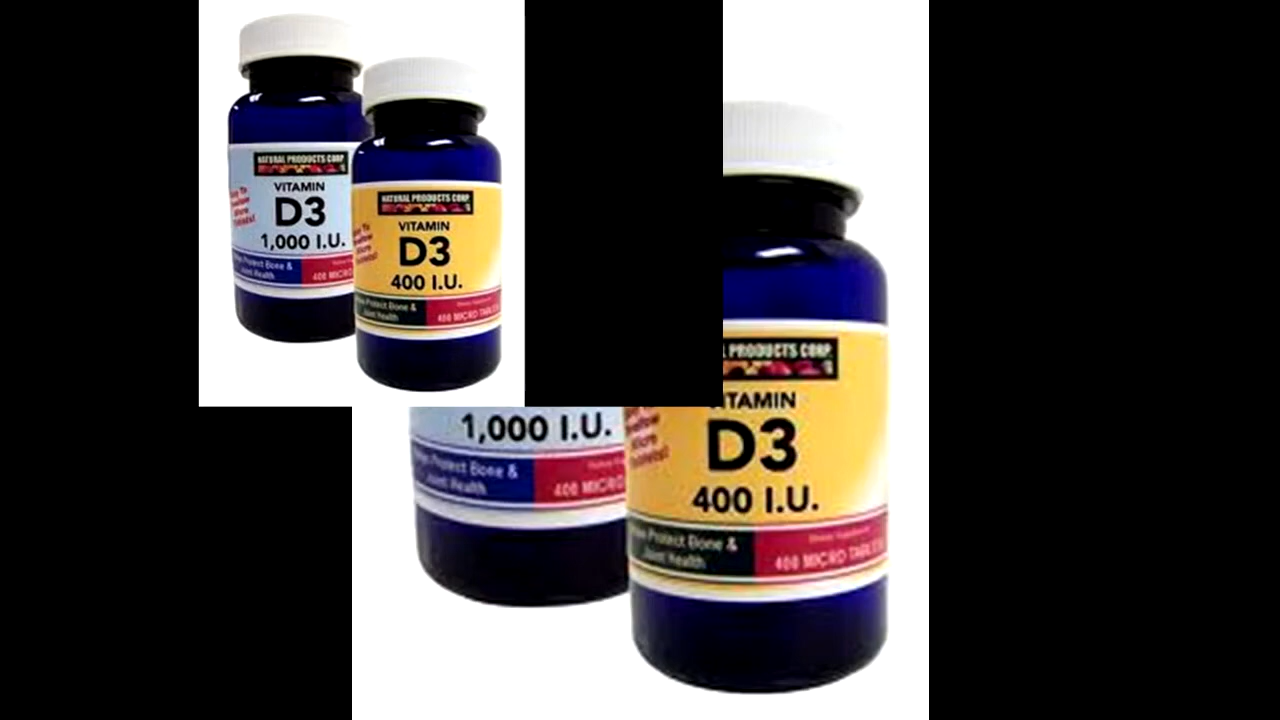 NATURAL PRODUCTS CORP
VITAMIN
D3
1,000 I.U.
Protect Bone &
Joint Health
400 MICRO
NATURAL PRODUCTS CORP.
VITAMIN
D3
400 I.U.
Protect Bone &
Joint Health
400 MICRO TABLETS
PRODUCTS CORP.
VITAMIN
D3
400 I.U.
Protect Bone &
Joint Health
400 MICRO TABLETS
1,000 I.U.
Protect Bone &
Joint Health
400 MICRO